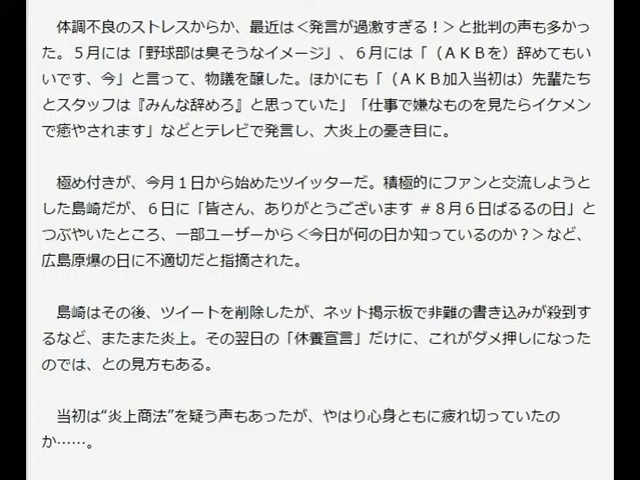 体調不良のストレスからか、最近は＜発言が過激すぎる！＞と批判の声も多かっ
た。５月には「野球部は臭そうなイメージ」、６月には「（ＡＫＢを）辞めてもい
いです、今」と言って、物議を醸した。ほかにも「（ＡＫＢ加入当初は）先輩たち
とスタッフは『みんな辞めろ』と思っていた」「仕事で嫌なものを見たらイケメン
で癒やされます」などとテレビで発言し、大炎上の憂き目に。
極め付きが、今月１日から始めたツイッターだ。積極的にファンと交流しようと
した島崎だが、６日に「皆さん、ありがとうございます ＃８月６日ぱるるの日」と
つぶやいたところ、一部ユーザーから＜今日が何の日か知っているのか？＞など、
広島原爆の日に不適切だと指摘された。
島崎はその後、ツイートを削除したが、ネット掲示板で非難の書き込みが殺到す
るなど、またまた炎上。その翌日の「休養宣言」だけに、これがダメ押しになった
のでは、との見方もある。
当初は“炎上商法”を疑う声もあったが、やはり心身ともに疲れ切っていたの
か……。